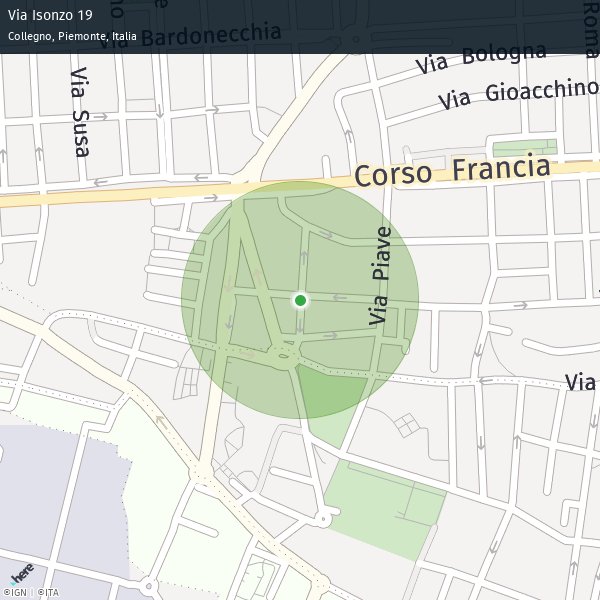 Via Isonzo 19
Collegno, Piemonte, Italia
Via Bardonecchia
Roma
Via Bologna
Via Susa
Via Gioacchino
Corso Francia
Via Piave
Via
here
©IGN | ©ITA